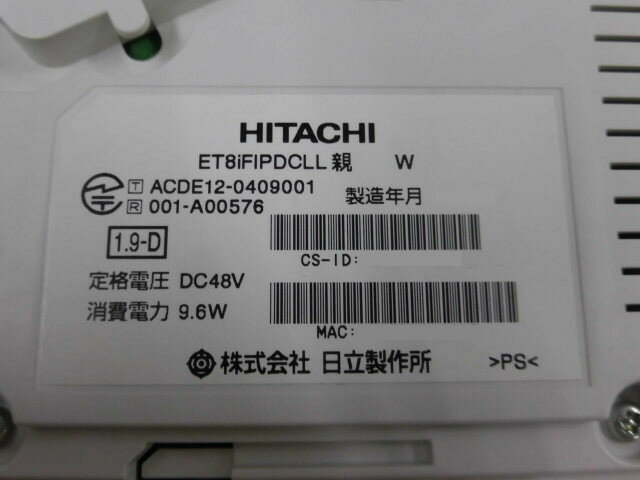 HITACHI
ET8iFIPDCLL 親 W
T ACDE12-0409001
R 001-A00576
製造年月
1.9-D
CS-ID:
定格電圧 DC48V
消費電力 9.6W
MAC:
株式会社 日立製作所
>PS<